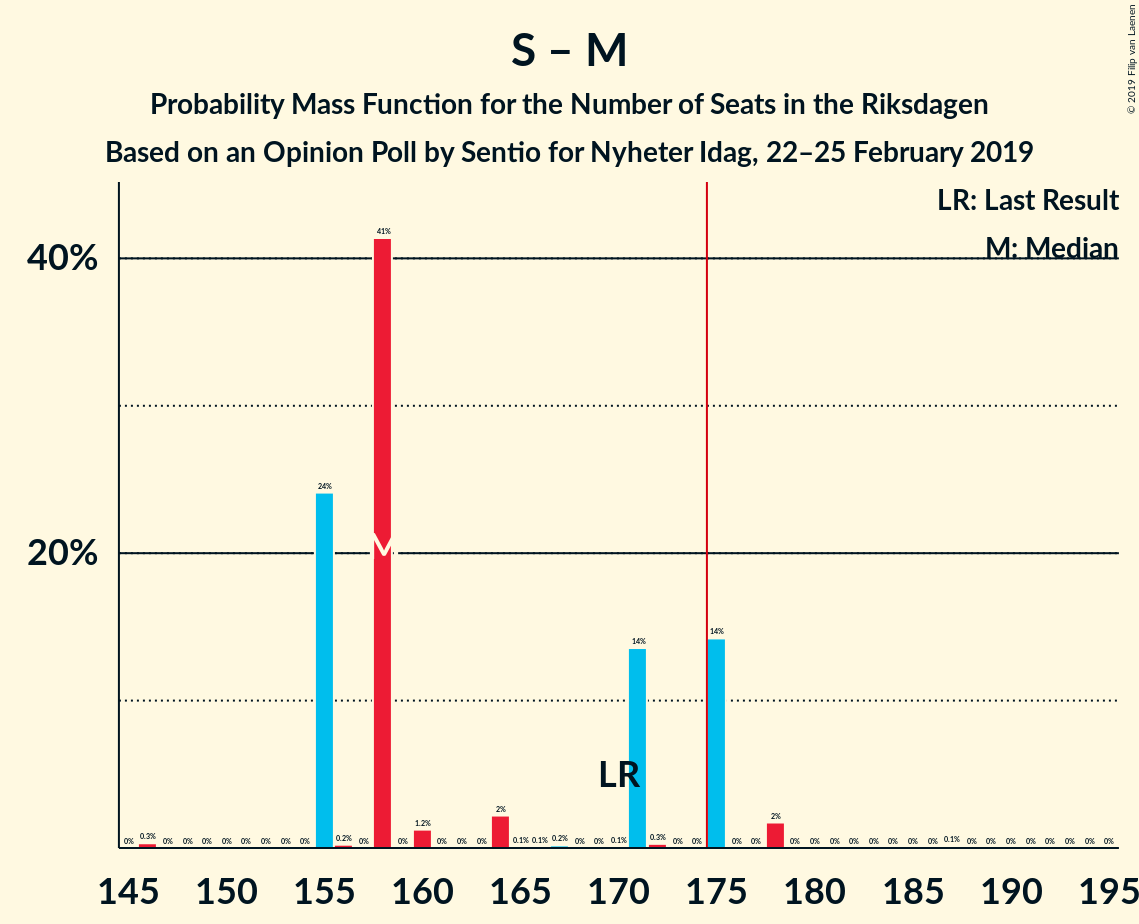 S – M
Probability Mass Function for the Number of Seats in the Riksdagen
Based on an Opinion Poll by Sentio for Nyheter Idag, 22–25 February 2019
© 2019 Filip van Laenen
LR: Last Result
M: Median
40%
20%
0% 0.3% 0% 0% 0% 0% 0% 0% 0% 0% 24% 0.2% 0% 41% 0% 1.2% 0% 0% 0% 2% 0.1% 0.1% 0.2% 0% 0% 0.1% 14% 0.3% 0% 0% 14% 0% 0% 2% 0% 0% 0% 0% 0% 0% 0% 0% 0.1% 0% 0% 0% 0% 0% 0% 0% 0%
M
LR
145 150 155 160 165 170 175 180 185 190 195